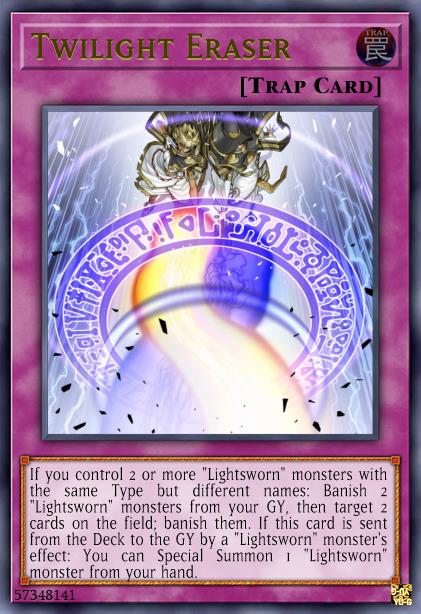 Twilight Eraser
TRAP
罠
[Trap Card]
If you control 2 or more "Lightsworn" monsters with
the same Type but different names: Banish 2
"Lightsworn" monsters from your GY, then target 2
cards on the field; banish them. If this card is sent
from the Deck to the GY by a "Lightsworn" monster's
effect: You can Special Summon 1 "Lightsworn"
monster from your hand.
57348141